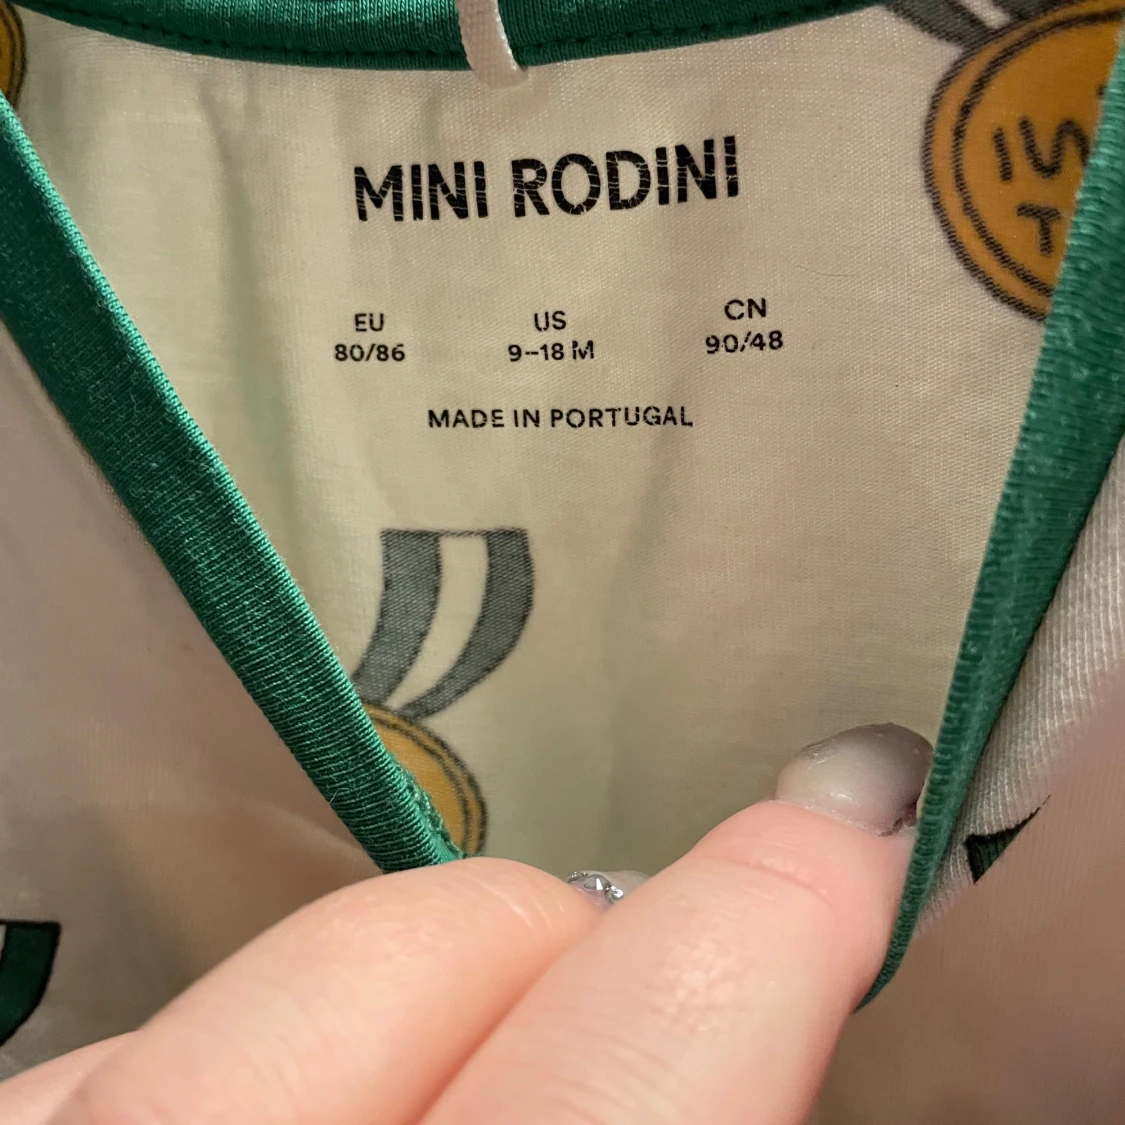 MINI RODINI
EU US CN
80/86 9-18 M 90/48
MADE IN PORTUGAL